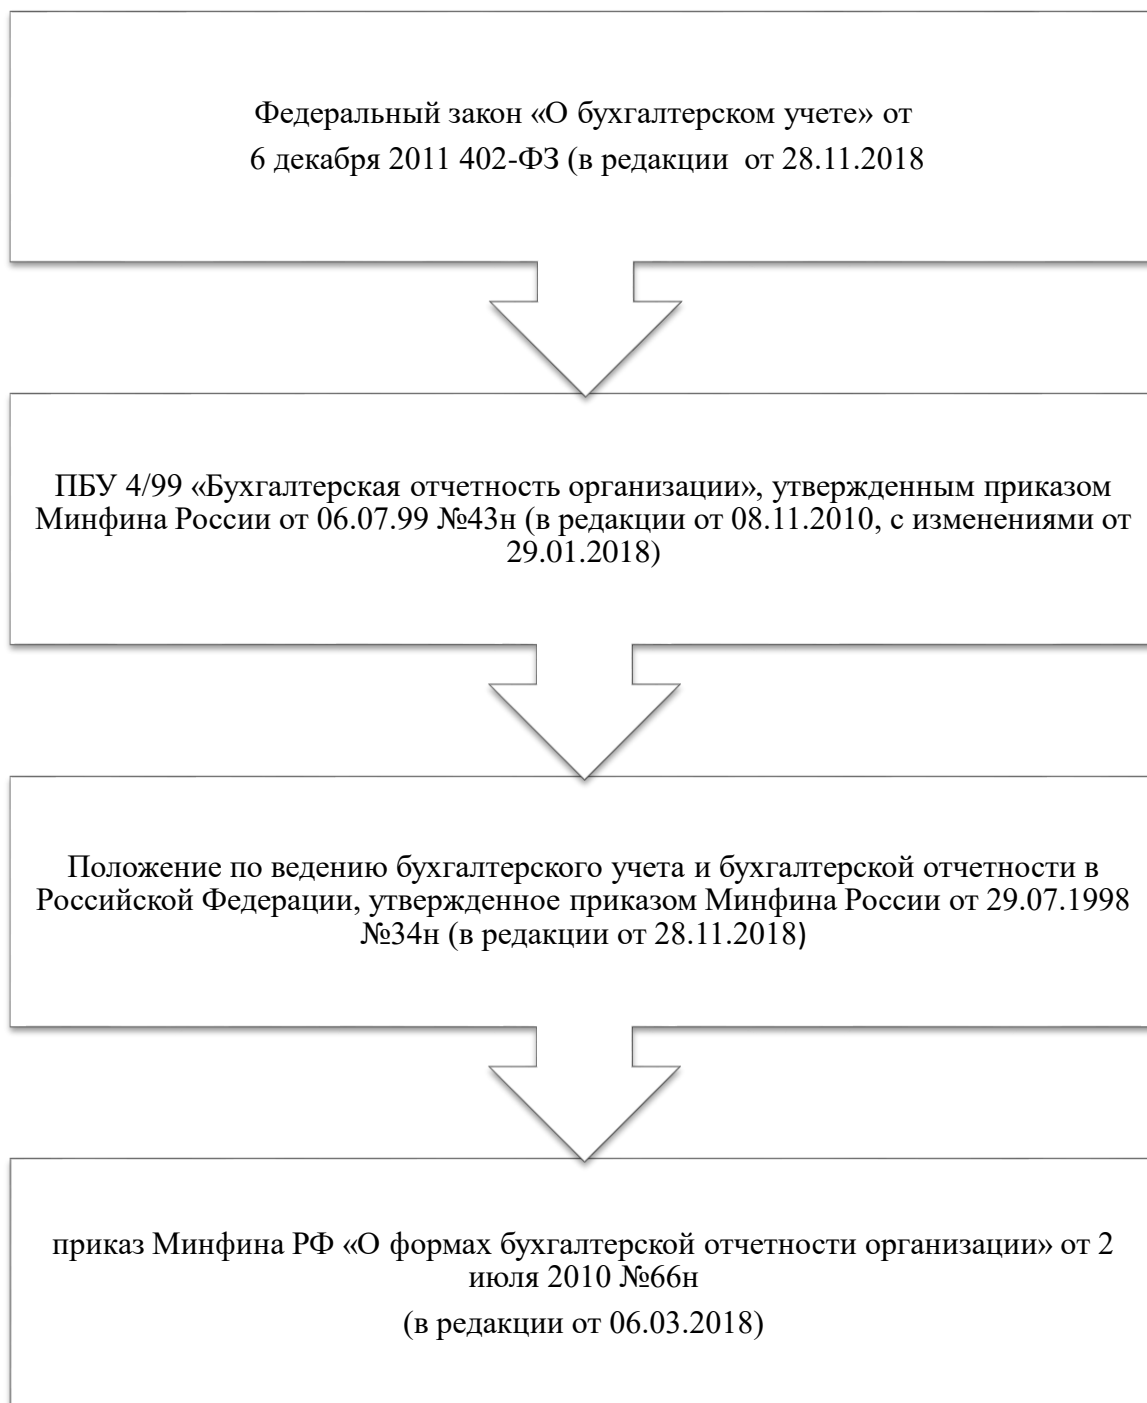 Федеральный закон «О бухгалтерском учете» от
6 декабря 2011 402-ФЗ (в редакции  от 28.11.2018
ПБУ 4/99 «Бухгалтерская отчетность организации», утвержденным приказом
Минфина России от 06.07.99 №43н (в редакции от 08.11.2010, с изменениями от
29.01.2018)
Положение по ведению бухгалтерского учета и бухгалтерской отчетности в
Российской Федерации, утвержденное приказом Минфина России от 29.07.1998
№34н (в редакции от 28.11.2018)
приказ Минфина РФ «О формах бухгалтерской отчетности организации» от 2
июля 2010 №66н
(в редакции от 06.03.2018)